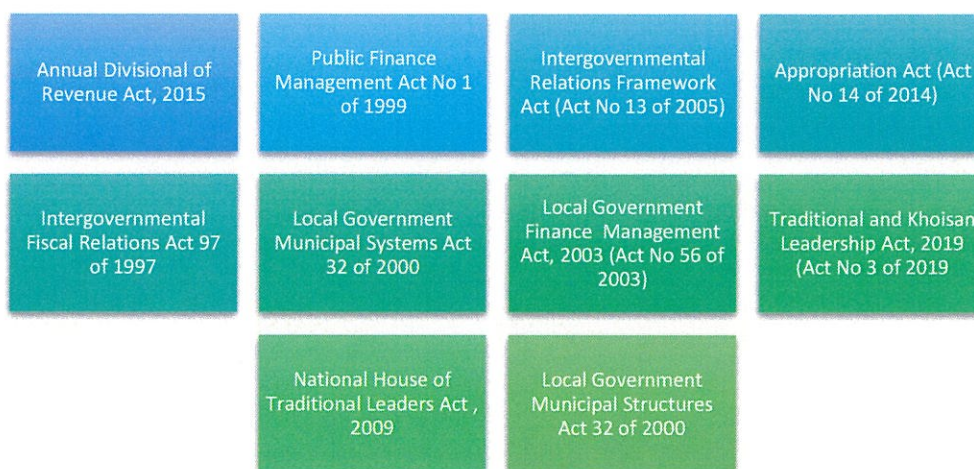 Annual Divisional of
Revenue Act, 2015
Public Finance
Management Act No 1
of 1999
Intergovernmental
Relations Framework
Act (Act No 13 of 2005)
Appropriation Act (Act
No 14 of 2014)
Intergovernmental
Fiscal Relations Act 97
of 1997
Local Government
Municipal Systems Act
32 of 2000
Local Government
Finance Management
Act, 2003 (Act No 56 of
2003)
Traditional and Khoisan
Leadership Act, 2019
(Act No 3 of 2019
National House of
Traditional Leaders Act ,
2009
Local Government
Municipal Structures
Act 32 of 2000